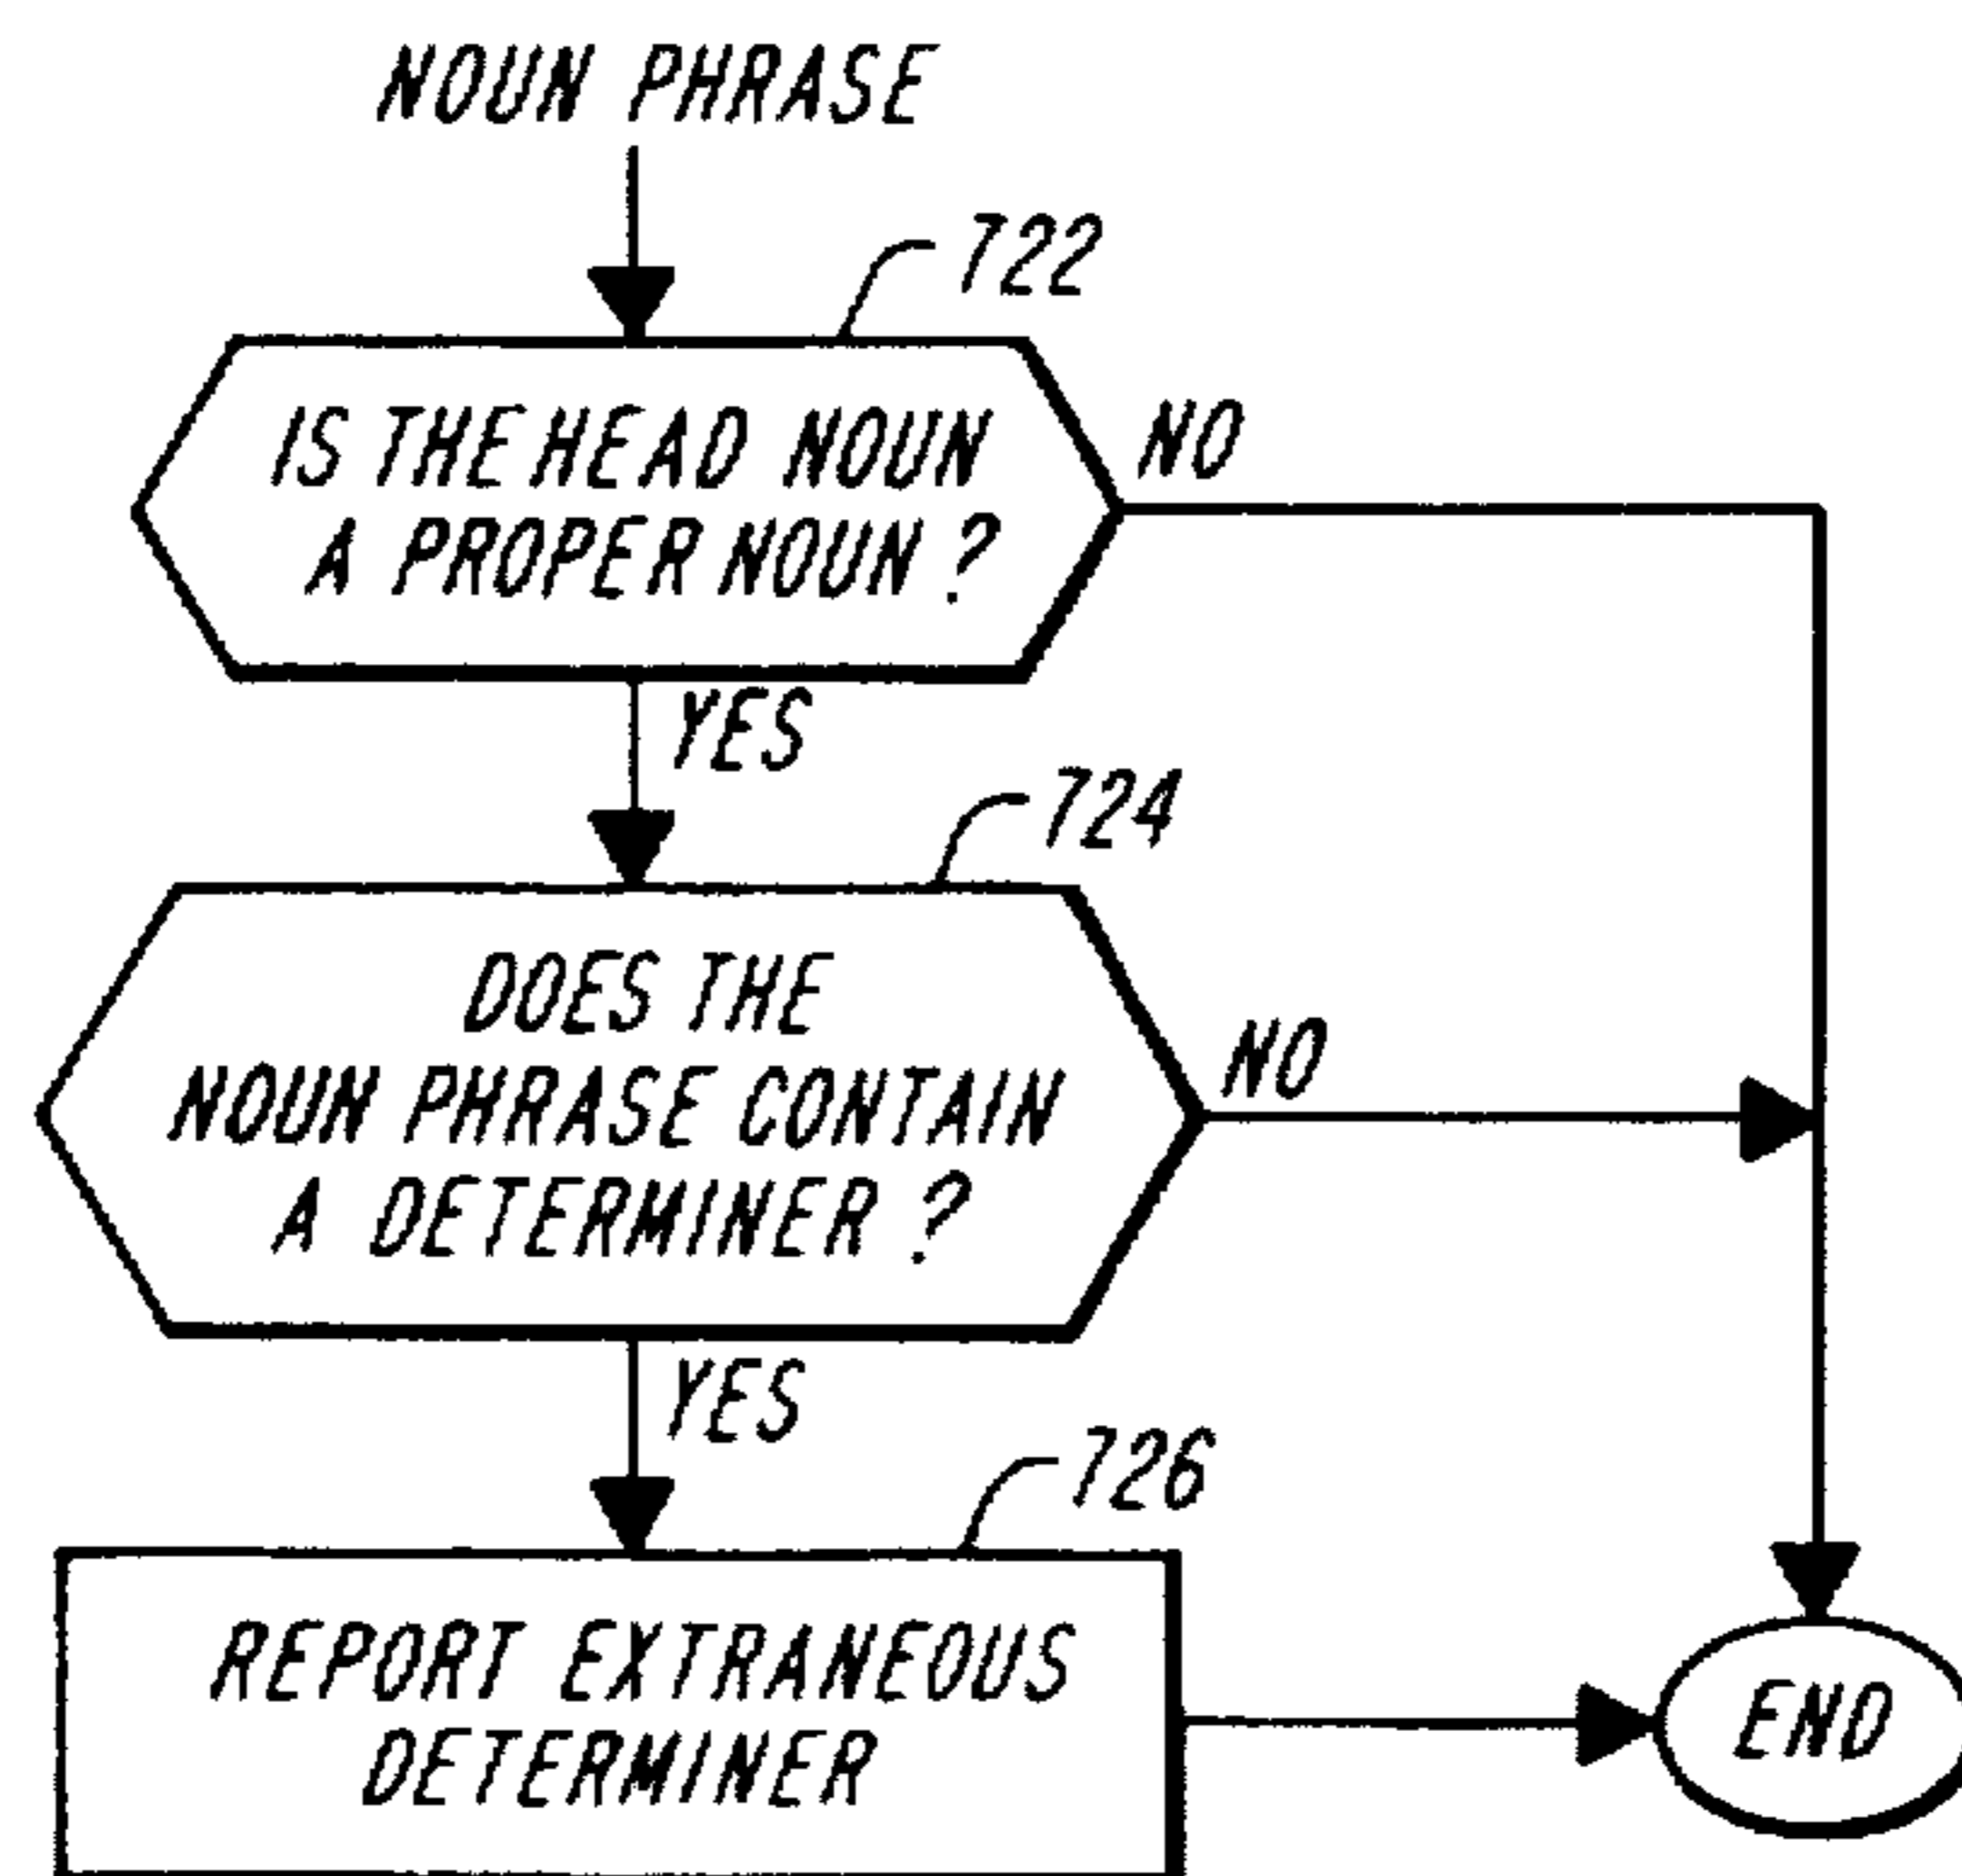 NOUN PHRASE
722
IS THE HEAD NOUN
A PROPER NOUN ?
NO
YES
724
DOES THE
NOUN PHRASE CONTAIN
A DETERMINER ?
NO
YES
726
REPORT EXTRANEOUS
DETERMINER
END